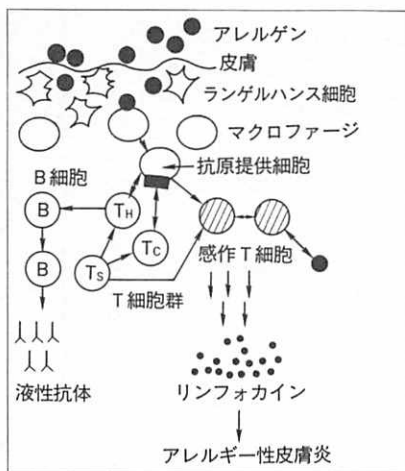 アレルゲン
皮膚
ランゲルハンス細胞
マクロファージ
抗原提供細胞
B細胞
B
TH
TC
B
TS
感作T細胞
T細胞群
液性抗体
リンフォカイン
アレルギー性皮膚炎